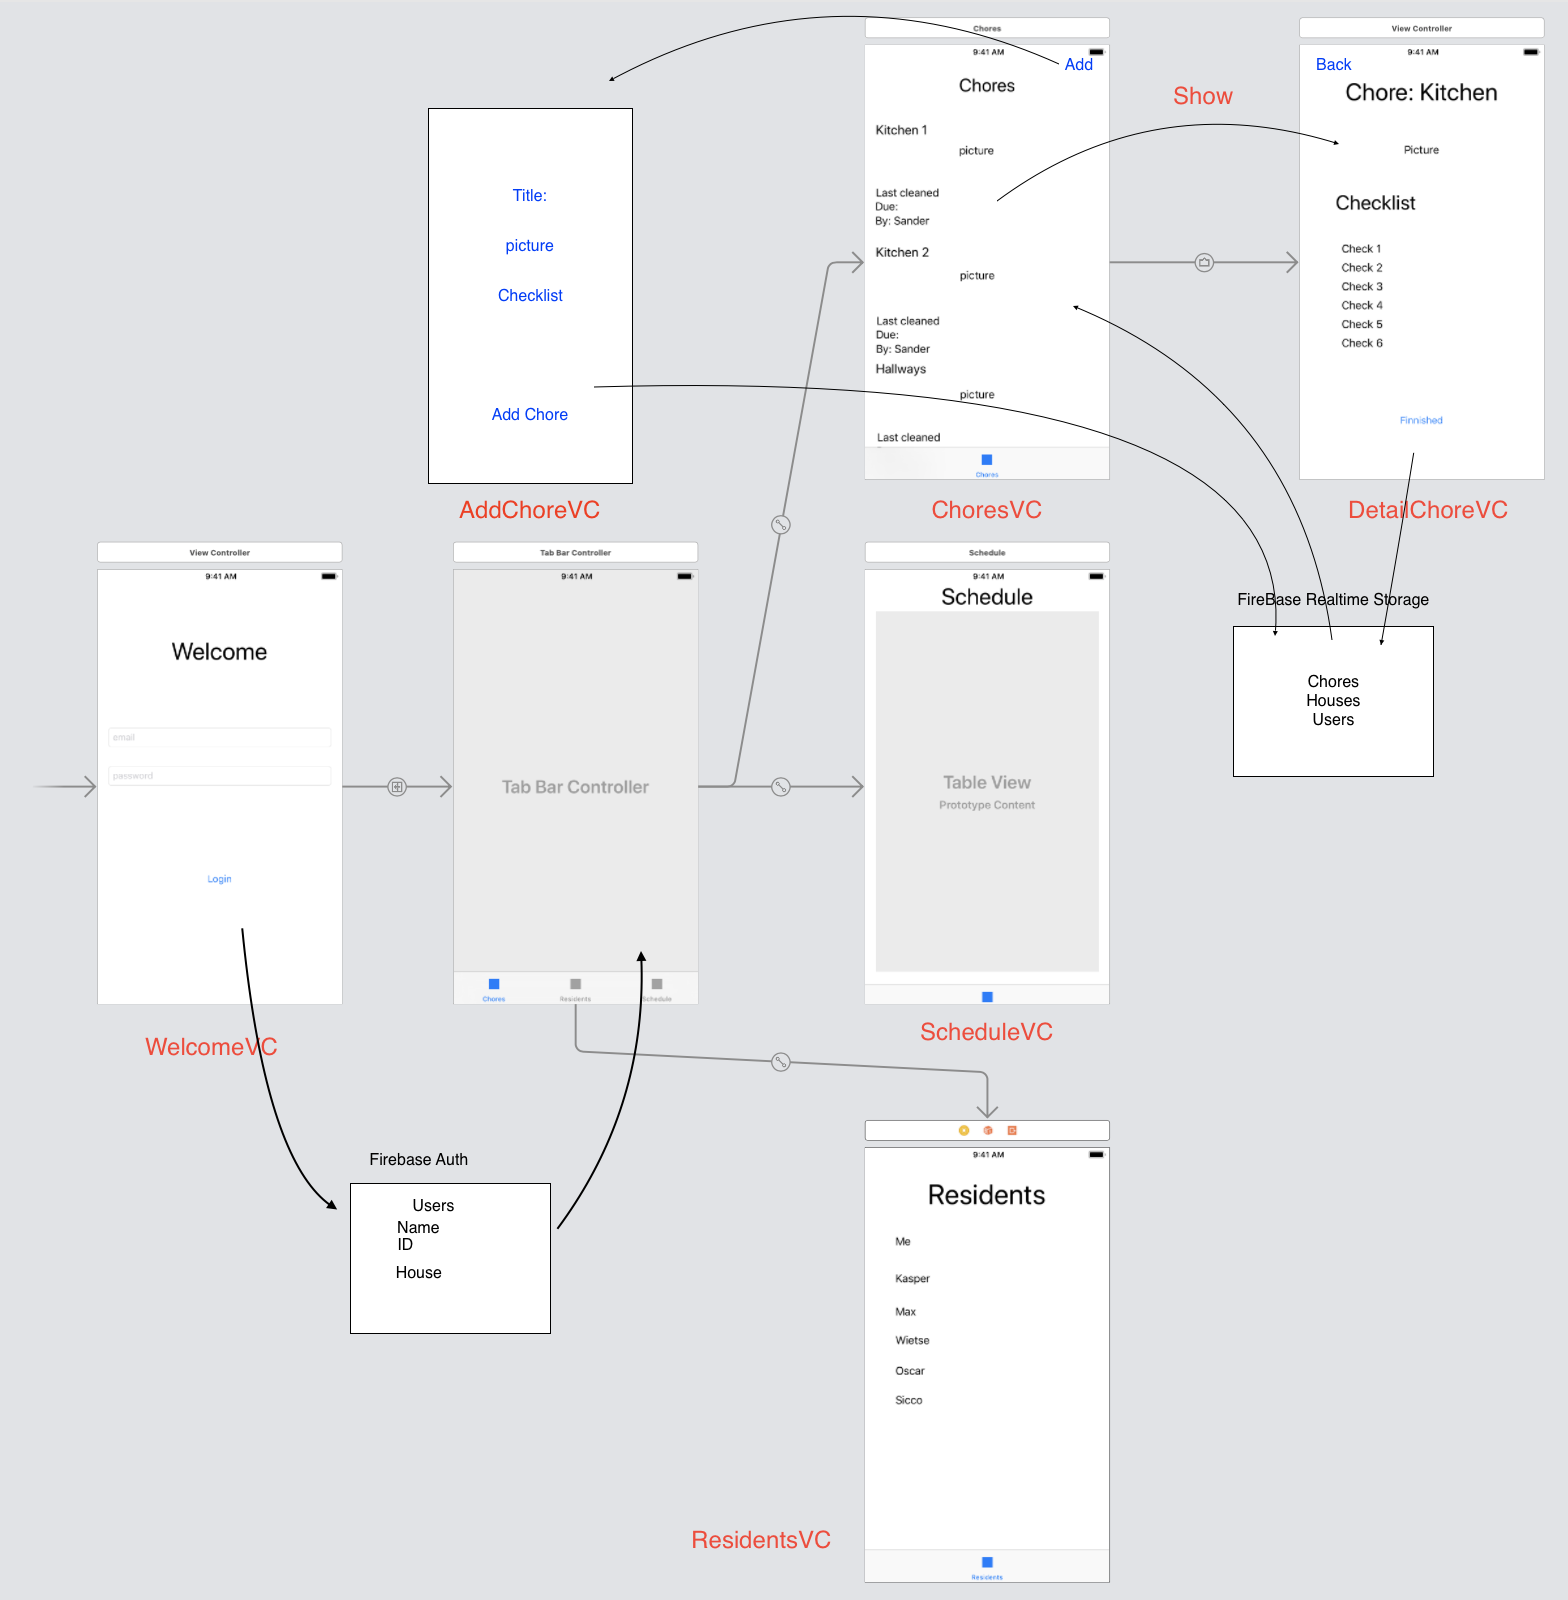 Chores
9:41 AM
Add
Chores
Kitchen 1
picture
Last cleaned
Due:
By: Sander
Kitchen 2
picture
Last cleaned
Due:
By: Sander
Hallways
picture
Last cleaned
Chores
ChoresVC
Show
View Controller
9:41 AM
Back
Chore: Kitchen
Picture
Checklist
Check 1
Check 2
Check 3
Check 4
Check 5
Check 6
Finnished
DetailChoreVC
Title:
picture
Checklist
Add Chore
AddChoreVC
View Controller
9:41 AM
Welcome
email
password
Login
WelcomeVC
Tab Bar Controller
9:41 AM
Tab Bar Controller
Chores
Residents
Schedule
Schedule
9:41 AM
Schedule
Table View
Prototype Content
ScheduleVC
FireBase Realtime Storage
Chores
Houses
Users
Firebase Auth
Users
Name
ID
House
9:41 AM
Residents
Me
Kasper
Max
Wietse
Oscar
Sicco
Residents
ResidentsVC